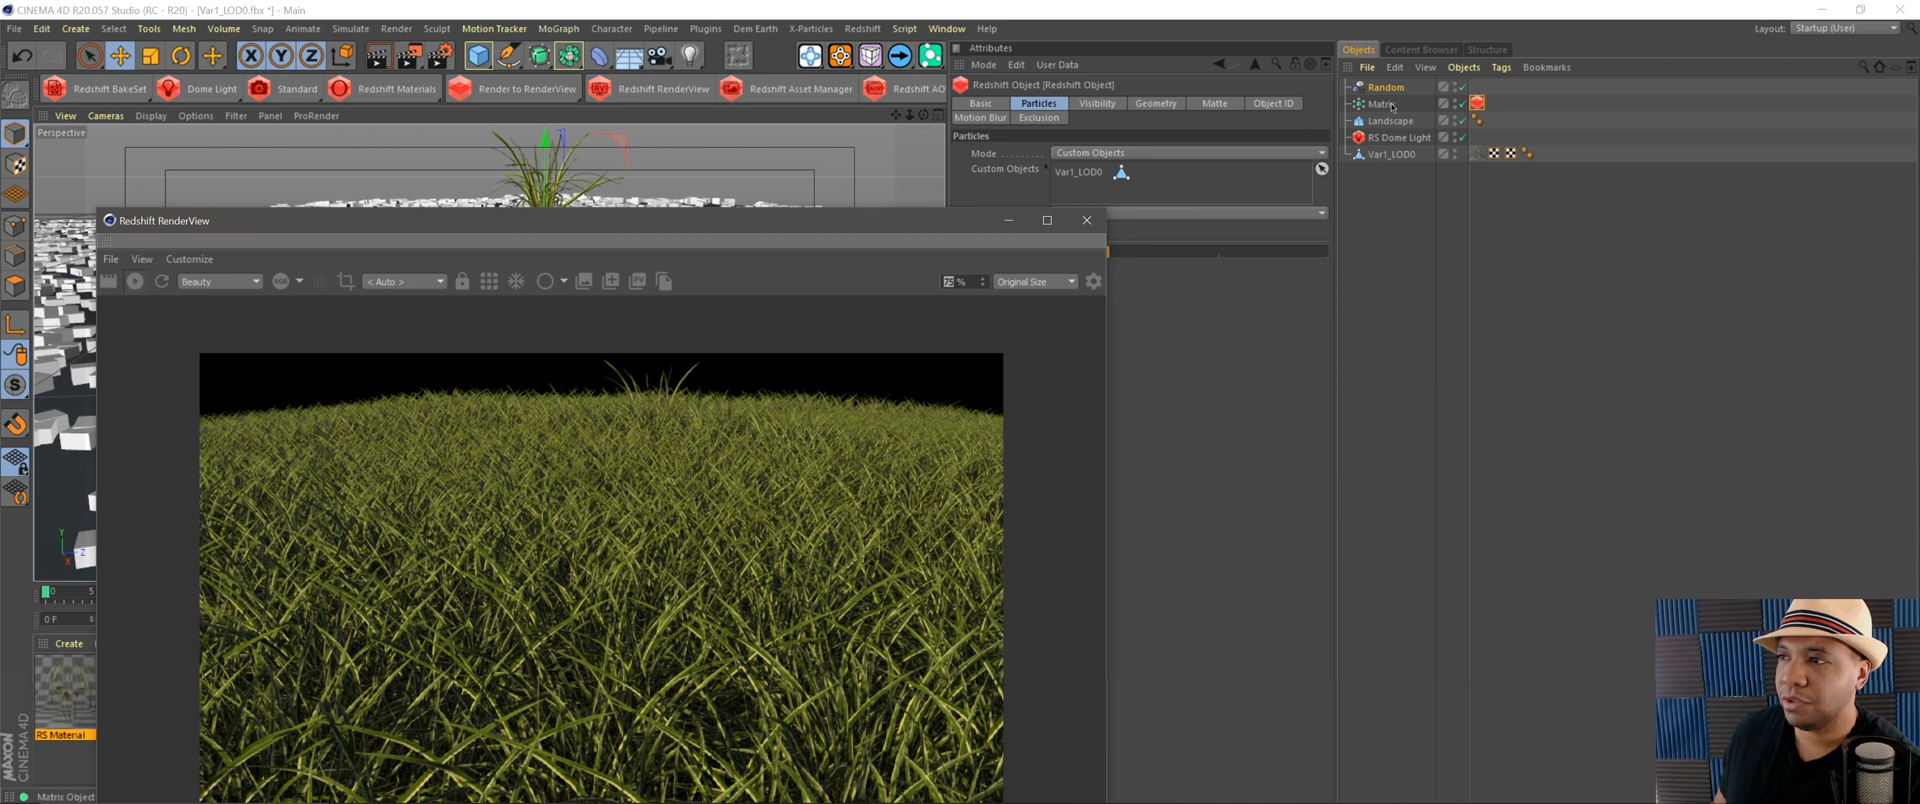 CINEMA 4D R20.057 Studio (RC - R20) - [Var1_LOD0.fbx *] - Main
File Edit Create Select Tools Mesh Volume Snap Animate Simulate Render Sculpt Motion Tracker MoGraph Character Pipeline Plugins Dem Earth X-Particles Redshift Script Window Help
Layout: Startup (User)
Attributes
Objects Content Browser Structure
Mode Edit User Data
File Edit View Objects Tags Bookmarks
X Y Z
Redshift BakeSet Dome Light Standard Redshift Materials Render to RenderView Redshift RenderView Redshift Asset Manager Redshift AO
Redshift Object [Redshift Object]
Basic Particles Visibility Geometry Matte Object ID
Motion Blur Exclusion
Random
Matrix
Landscape
RS Dome Light
Var1_LOD0
View Cameras Display Options Filter Panel ProRender
Perspective
Particles
Mode Custom Objects
Custom Objects Var1_LOD0
Redshift RenderView
File View Customize
Beauty < Auto > 75 % Original Size
Y
Z
X
0 5
0 F
Create
RS Material
MAXON
CINEMA 4D
Matrix Object